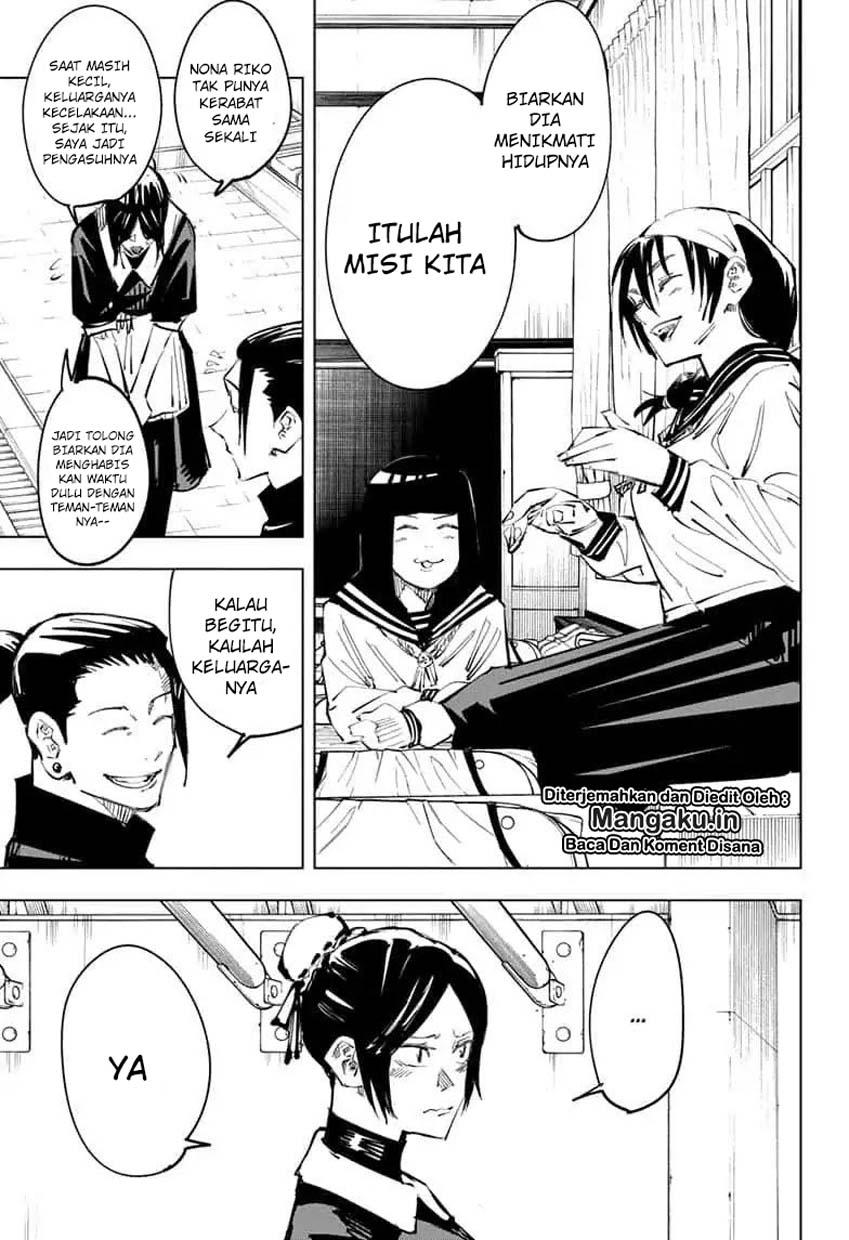 BIARKAN
DIA
MENIKMATI
HIDUPNYA
ITULAH
MISI KITA
NONA RIKO
TAK PUNYA
KERABAT
SAMA
SEKALI
SAAT MASIH
KECIL,
KELUARGANYA
KECELAKAAN...
SEJAK ITU,
SAYA JADI
PENGASUHNYA
JADI TOLONG
BIARKAN DIA
MENGHABIS
KAN WAKTU
DULU DENGAN
TEMAN-TEMAN
NYA--
KALAU
BEGITU,
KAULAH
KELUARGA-
NYA
Diterjemahkan dan Diedit Oleh :
Mangaku.in
Baca Dan Koment Disana
...
YA